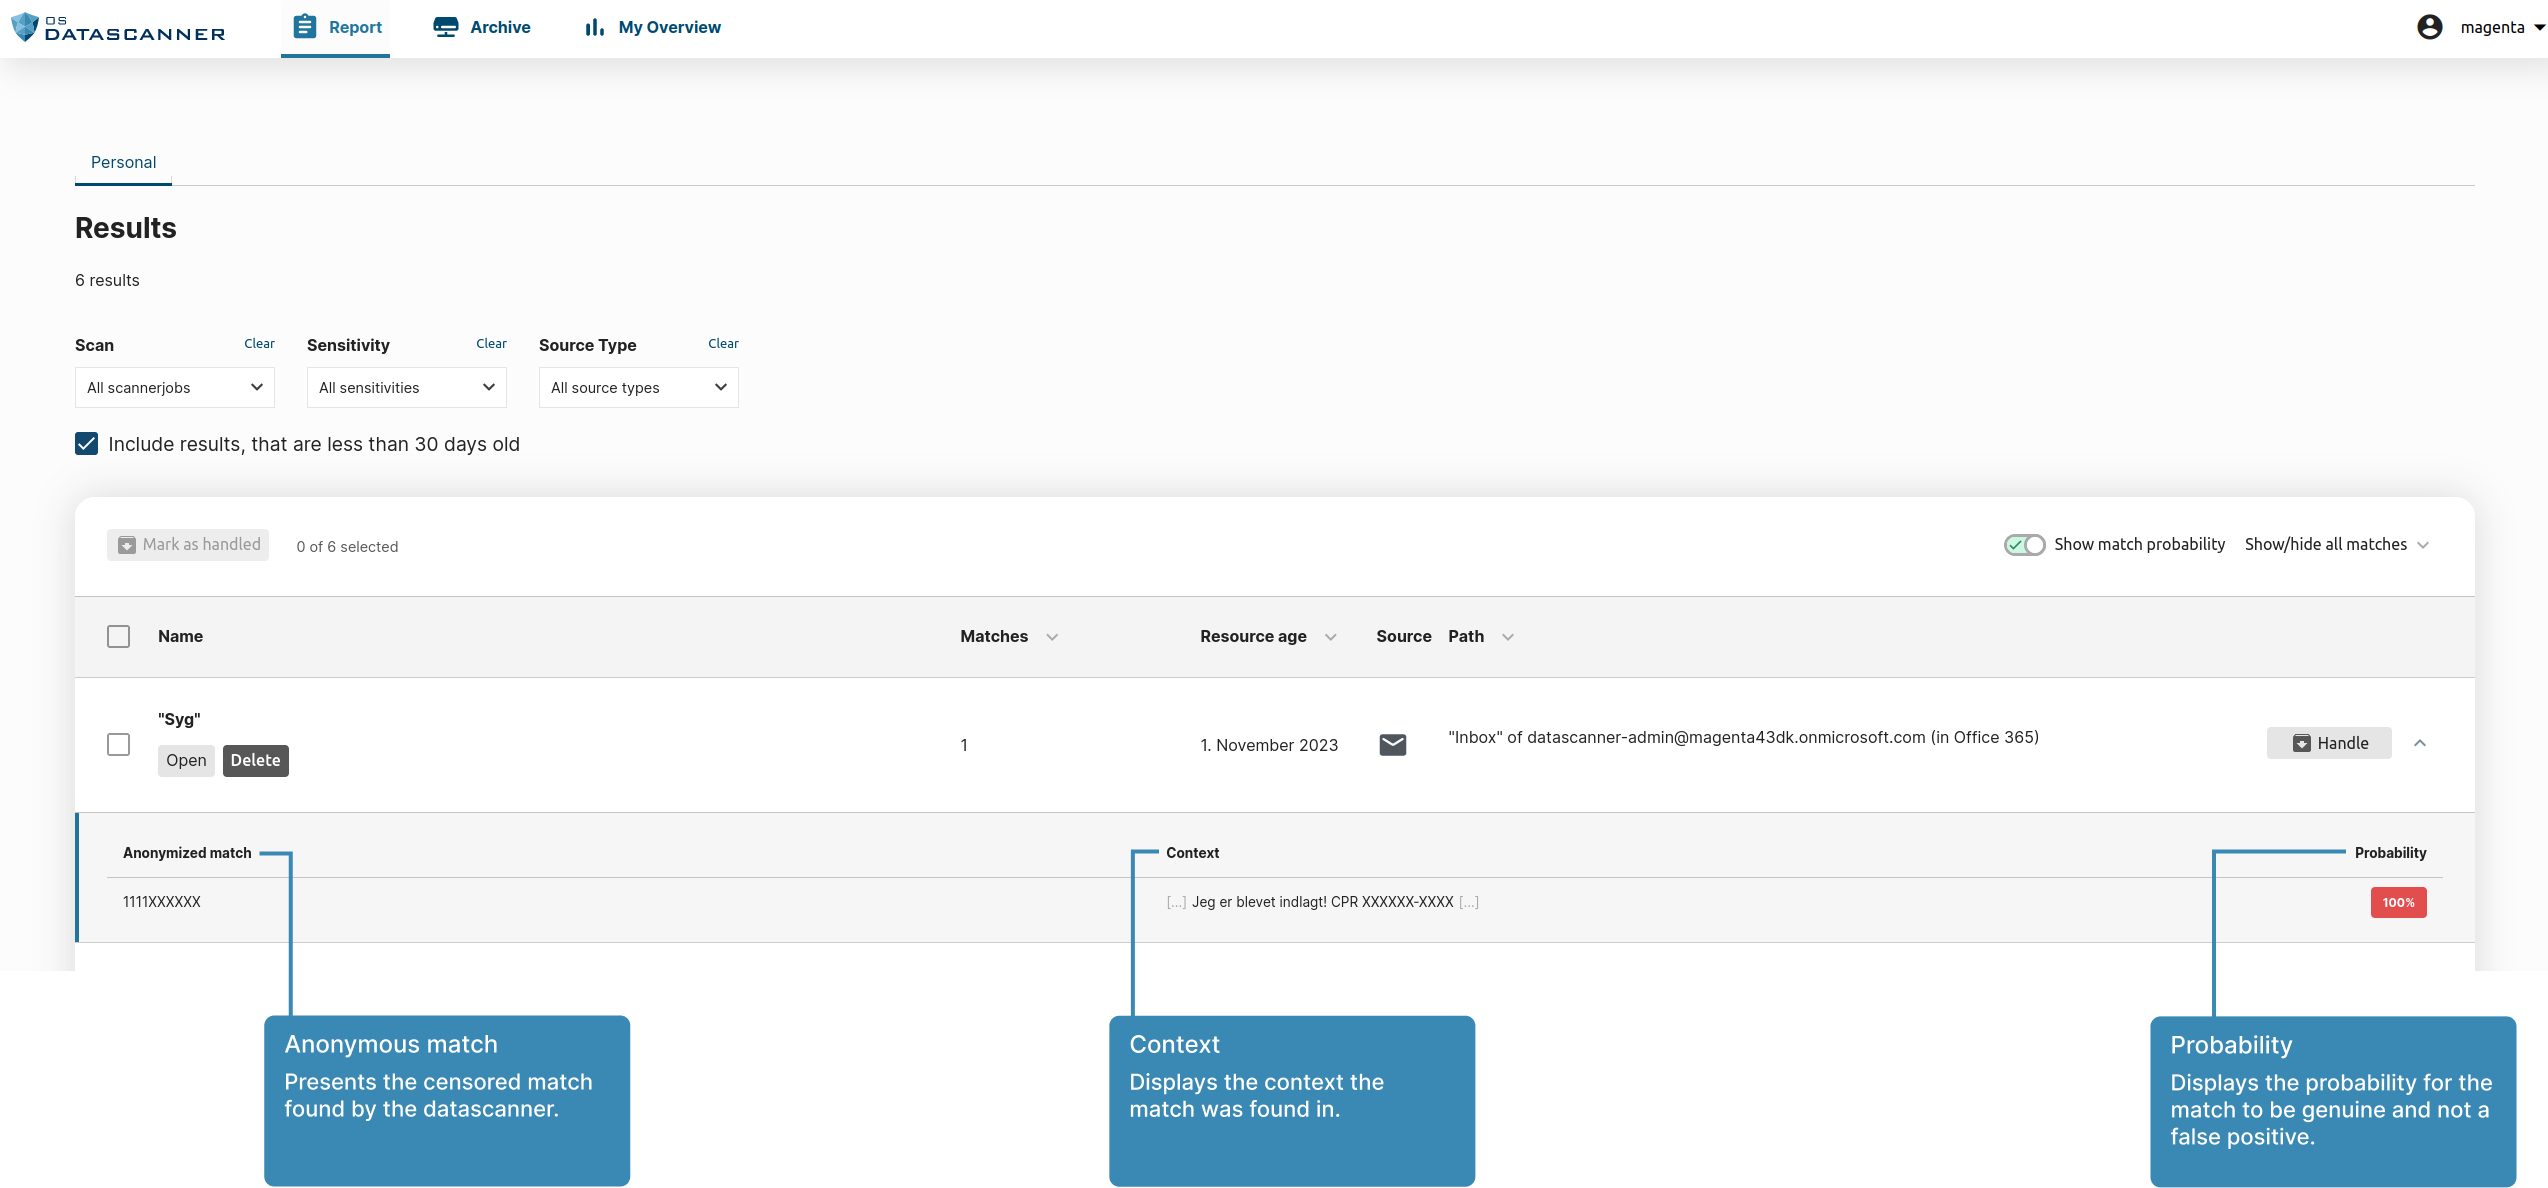 OS
DATASCANNER
Report
Archive
My Overview
magenta
Personal
Results
6 results
Scan
Clear
Sensitivity
Clear
Source Type
Clear
All scannerjobs
All sensitivities
All source types
Include results, that are less than 30 days old
Mark as handled
0 of 6 selected
Show match probability
Show/hide all matches
Name
Matches
Resource age
Source
Path
"Syg"
Open
Delete
1
1. November 2023
"Inbox" of datascanner-admin@magenta43dk.onmicrosoft.com (in Office 365)
Handle
Anonymized match
Context
Probability
1111XXXXXX
[...] Jeg er blevet indlagt! CPR XXXXXX-XXXX [...]
100%
Anonymous match
Presents the censored match
found by the datascanner.
Context
Displays the context the
match was found in.
Probability
Displays the probability for the
match to be genuine and not a
false positive.